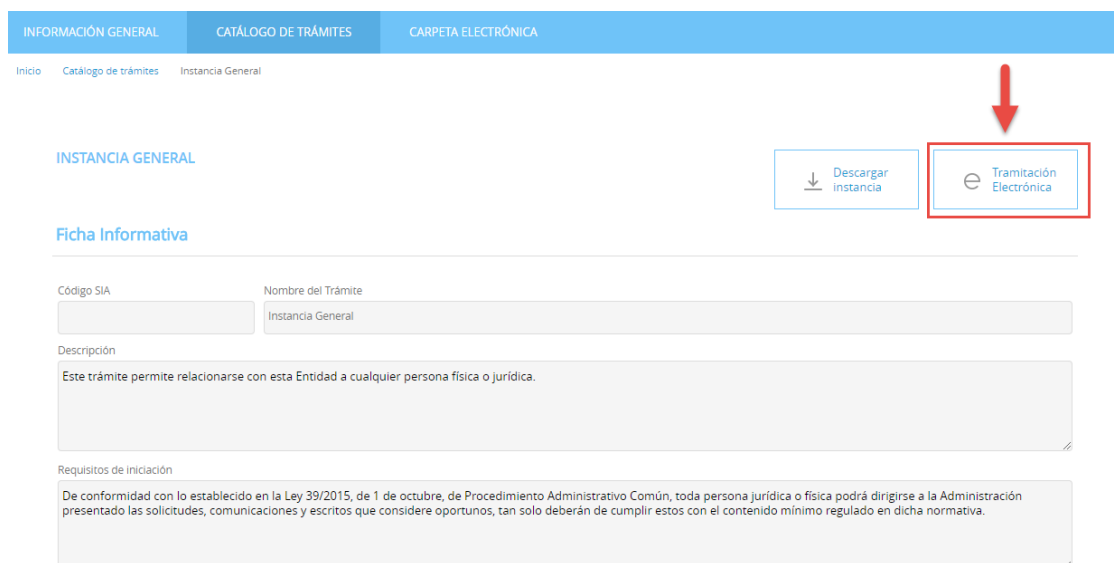 INFORMACIÓN GENERAL
CATÁLOGO DE TRÁMITES
CARPETA ELECTRÓNICA
Inicio
Catálogo de trámites
Instancia General
INSTANCIA GENERAL
Descargar
instancia
e Tramitación
Electrónica
Ficha Informativa
Código SIA
Nombre del Trámite
Instancia General
Descripción
Este trámite permite relacionarse con esta Entidad a cualquier persona física o jurídica.
Requisitos de iniciación
De conformidad con lo establecido en la Ley 39/2015, de 1 de octubre, de Procedimiento Administrativo Común, toda persona jurídica o física podrá dirigirse a la Administración
presentado las solicitudes, comunicaciones y escritos que considere oportunos, tan solo deberán de cumplir estos con el contenido mínimo regulado en dicha normativa.